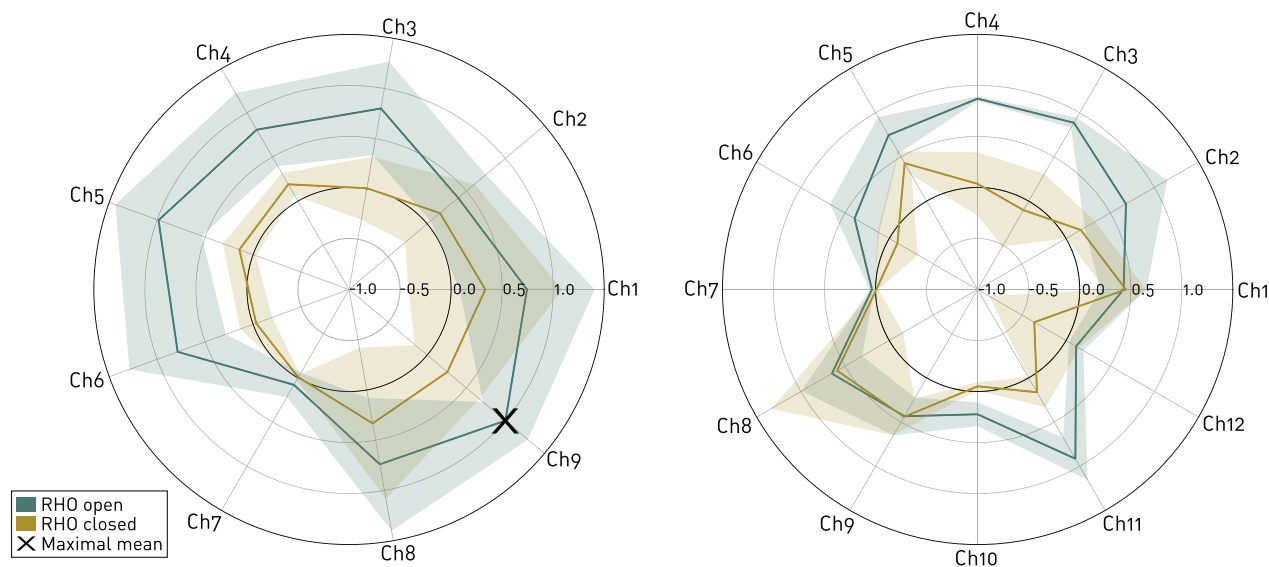 Ch4
Ch3
Ch3
Ch4
Ch5
Ch2
Ch6
Ch2
Ch5
Ch1
-1.0 -0.5 0.0 0.5 1.0
Ch7
-1.0 -0.5 0.0 0.5 1.0
Ch1
Ch6
Ch8
Ch12
Ch9
Ch7
Ch8
Ch9
Ch10
Ch11
RHO open
RHO closed
Maximal mean